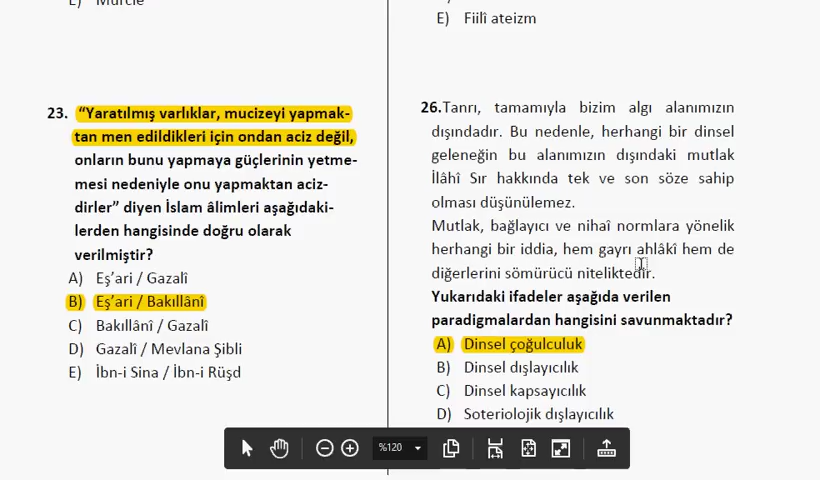 E) Mürcie
23. “Yaratılmış varlıklar, mucizeyi yapmak-
tan men edildikleri için ondan aciz değil,
onların bunu yapmaya güçlerinin yetme-
mesi nedeniyle onu yapmaktan aciz-
dirler” diyen İslam âlimleri aşağıdaki-
lerden hangisinde doğru olarak
verilmiştir?
A) Eş’ari / Gazalî
B) Eş’ari / Bakıllânî
C) Bakıllânî / Gazalî
D) Gazalî / Mevlana Şibli
E) İbn-i Sina / İbn-i Rüşd
E) Fiilî ateizm
26.Tanrı, tamamıyla bizim algı alanımızın
dışındadır. Bu nedenle, herhangi bir dinsel
geleneğin bu alanımızın dışındaki mutlak
İlâhî Sır hakkında tek ve son söze sahip
olması düşünülemez.
Mutlak, bağlayıcı ve nihaî normlara yönelik
herhangi bir iddia, hem gayrı ahlâkî hem de
diğerlerini sömürücü niteliktedir.
Yukarıdaki ifadeler aşağıda verilen
paradigmalardan hangisini savunmaktadır?
A) Dinsel çoğulculuk
B) Dinsel dışlayıcılık
C) Dinsel kapsayıcılık
D) Soteriolojik dışlayıcılık
%120